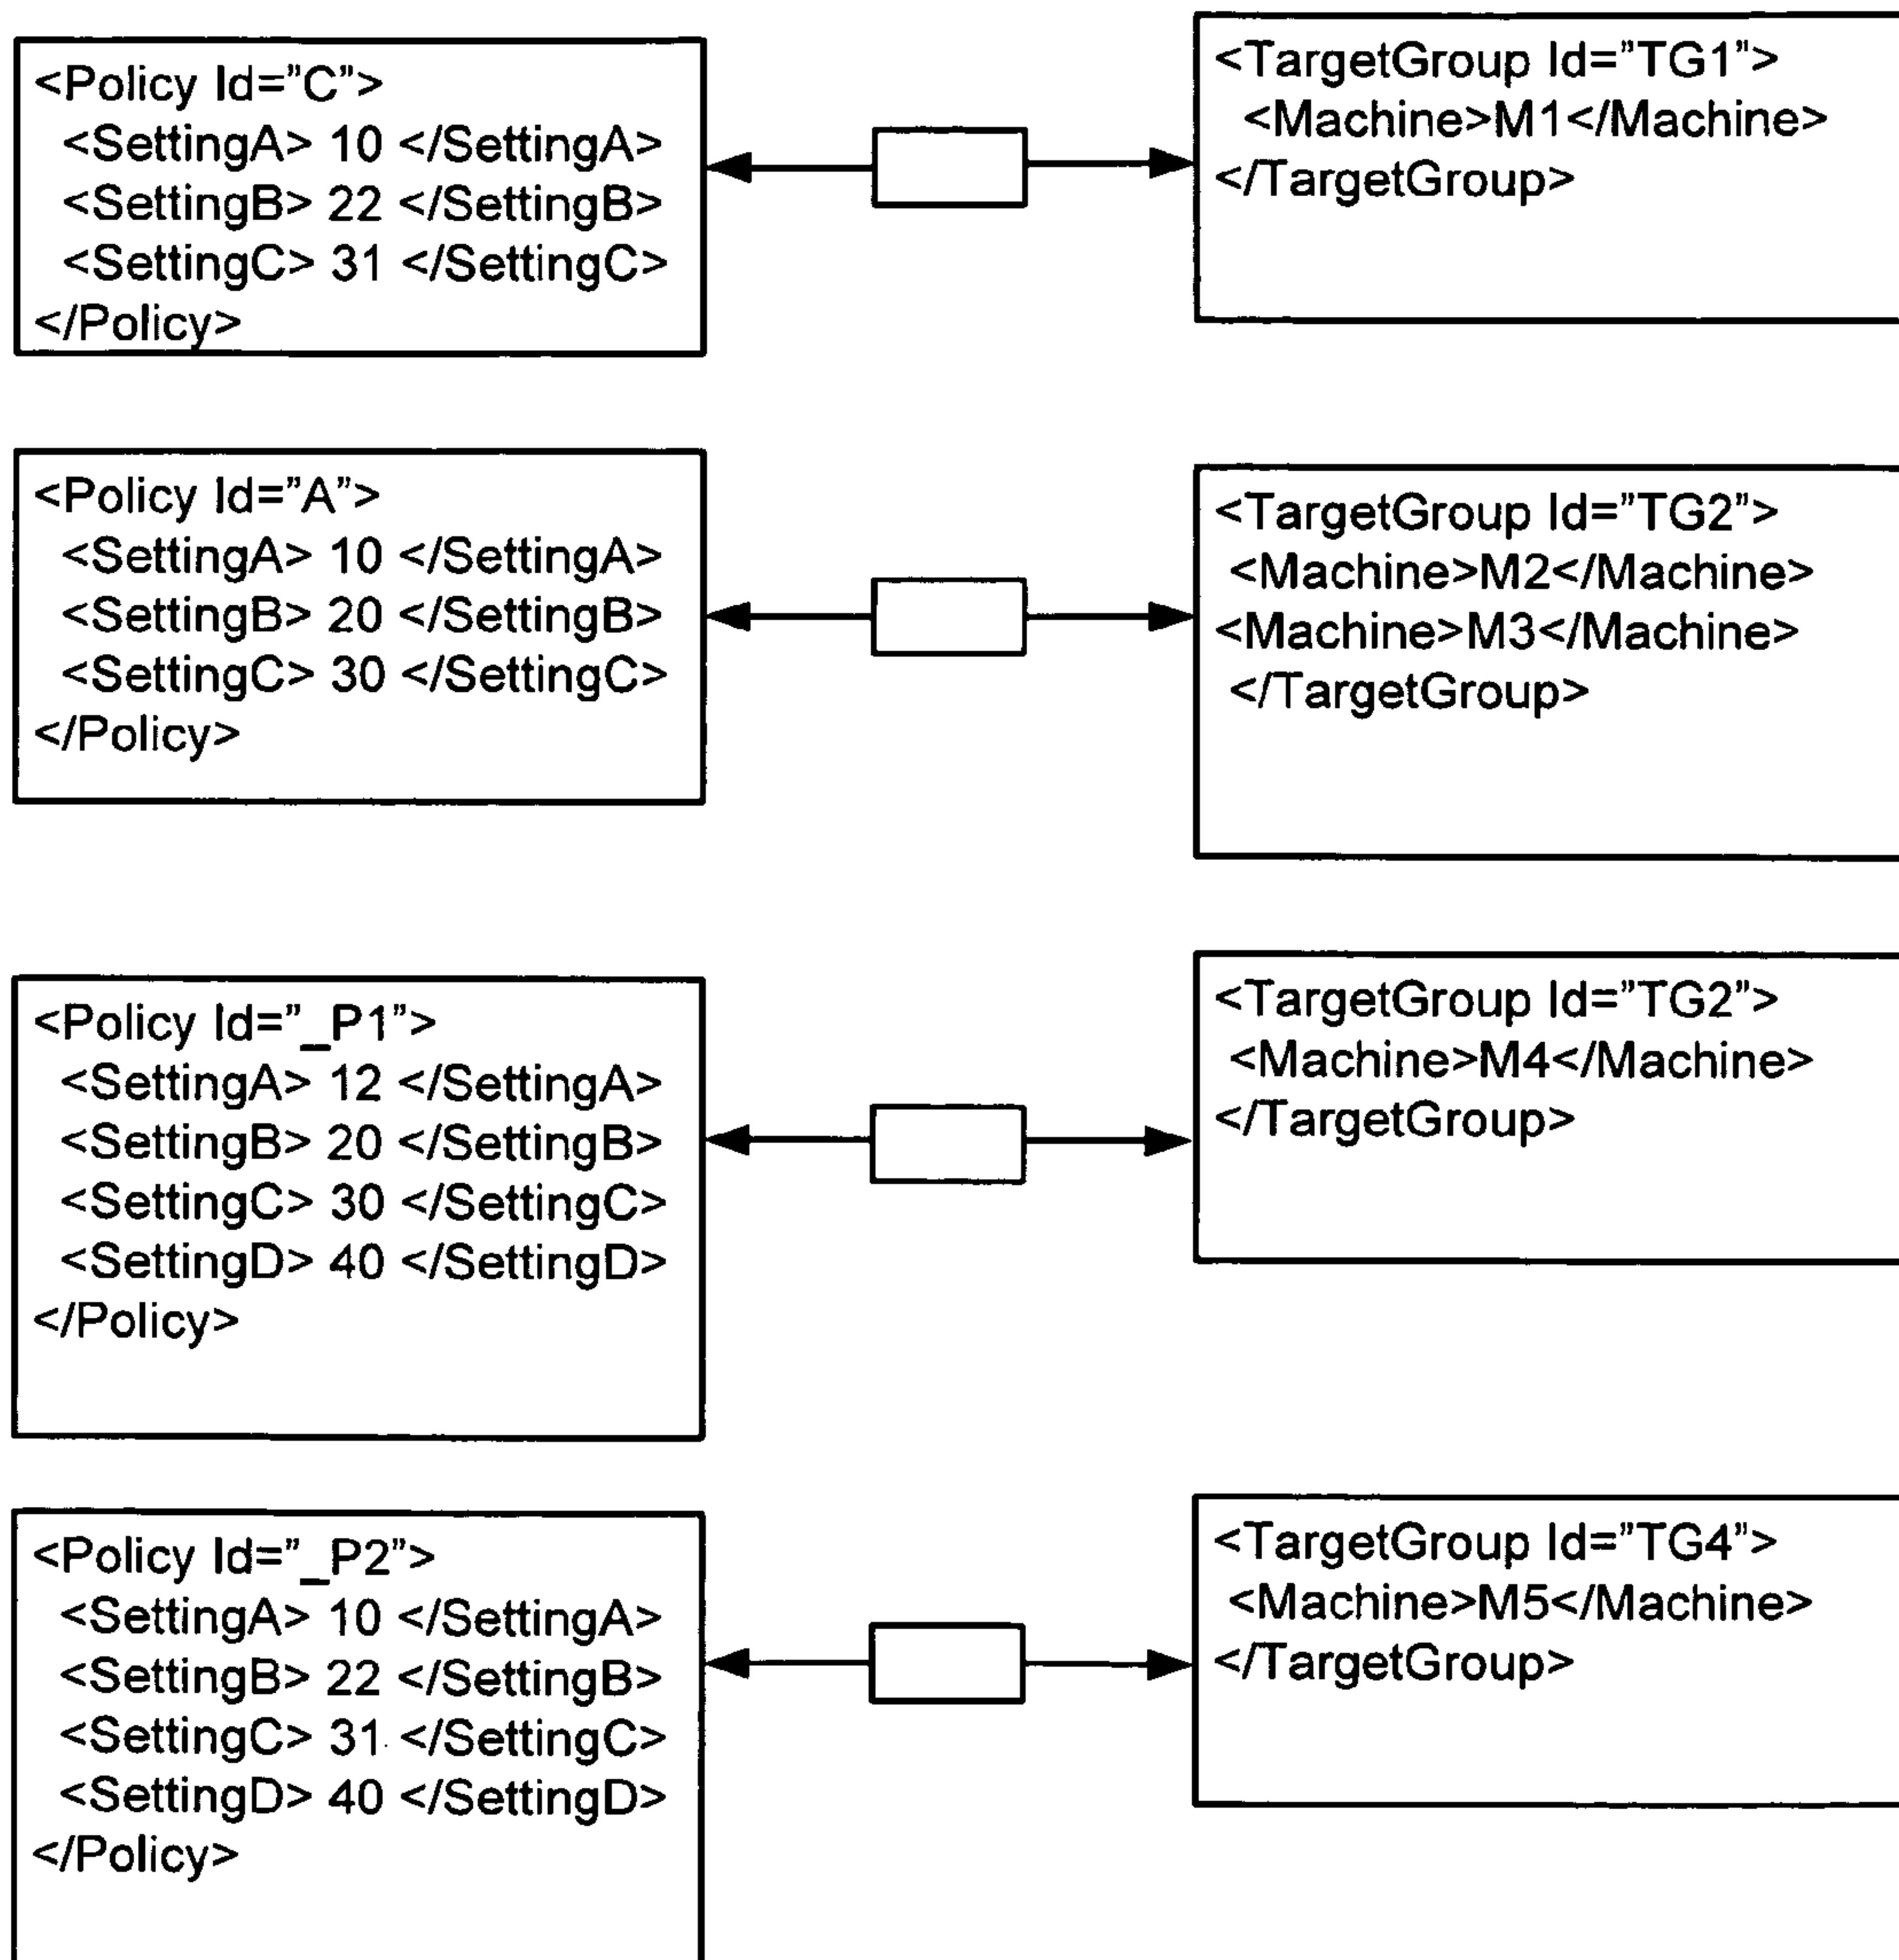 <Policy Id=”C”>
<SettingA> 10 </SettingA>
<SettingB> 22 </SettingB>
<SettingC> 31 </SettingC>
</Policy>
<TargetGroup Id=”TG1”>
<Machine>M1</Machine>
</TargetGroup>
<Policy Id=”A”>
<SettingA> 10 </SettingA>
<SettingB> 20 </SettingB>
<SettingC> 30 </SettingC>
</Policy>
<TargetGroup Id=”TG2”>
<Machine>M2</Machine>
<Machine>M3</Machine>
</TargetGroup>
<Policy Id=”_P1”>
<SettingA> 12 </SettingA>
<SettingB> 20 </SettingB>
<SettingC> 30 </SettingC>
<SettingD> 40 </SettingD>
</Policy>
<TargetGroup Id=”TG2”>
<Machine>M4</Machine>
</TargetGroup>
<Policy Id=”_P2”>
<SettingA> 10 </SettingA>
<SettingB> 22 </SettingB>
<SettingC> 31 </SettingC>
<SettingD> 40 </SettingD>
</Policy>
<TargetGroup Id=”TG4”>
<Machine>M5</Machine>
</TargetGroup>